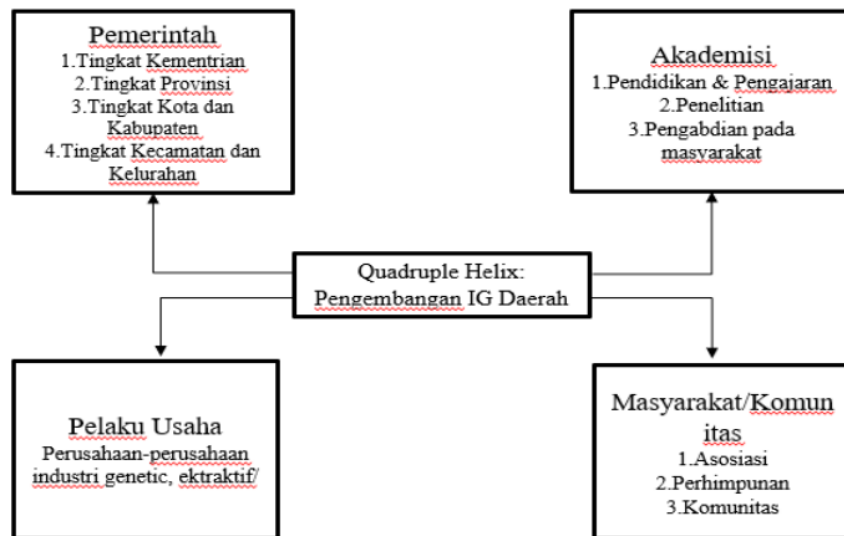 Pemerintah
1.Tingkat Kementrian
2.Tingkat Provinsi
3.Tingkat Kota dan
Kabupaten
4.Tingkat Kecamatan dan
Kelurahan
Akademisi
1.Pendidikan & Pengajaran
2.Penelitian
3.Pengabdian pada
masyarakat
Quadruple Helix:
Pengembangan IG Daerah
Pelaku Usaha
Perusahaan-perusahaan
industri genetic, ektraktif/
Masyarakat/Komun
itas
1.Asosiasi
2.Perhimpunan
3.Komunitas